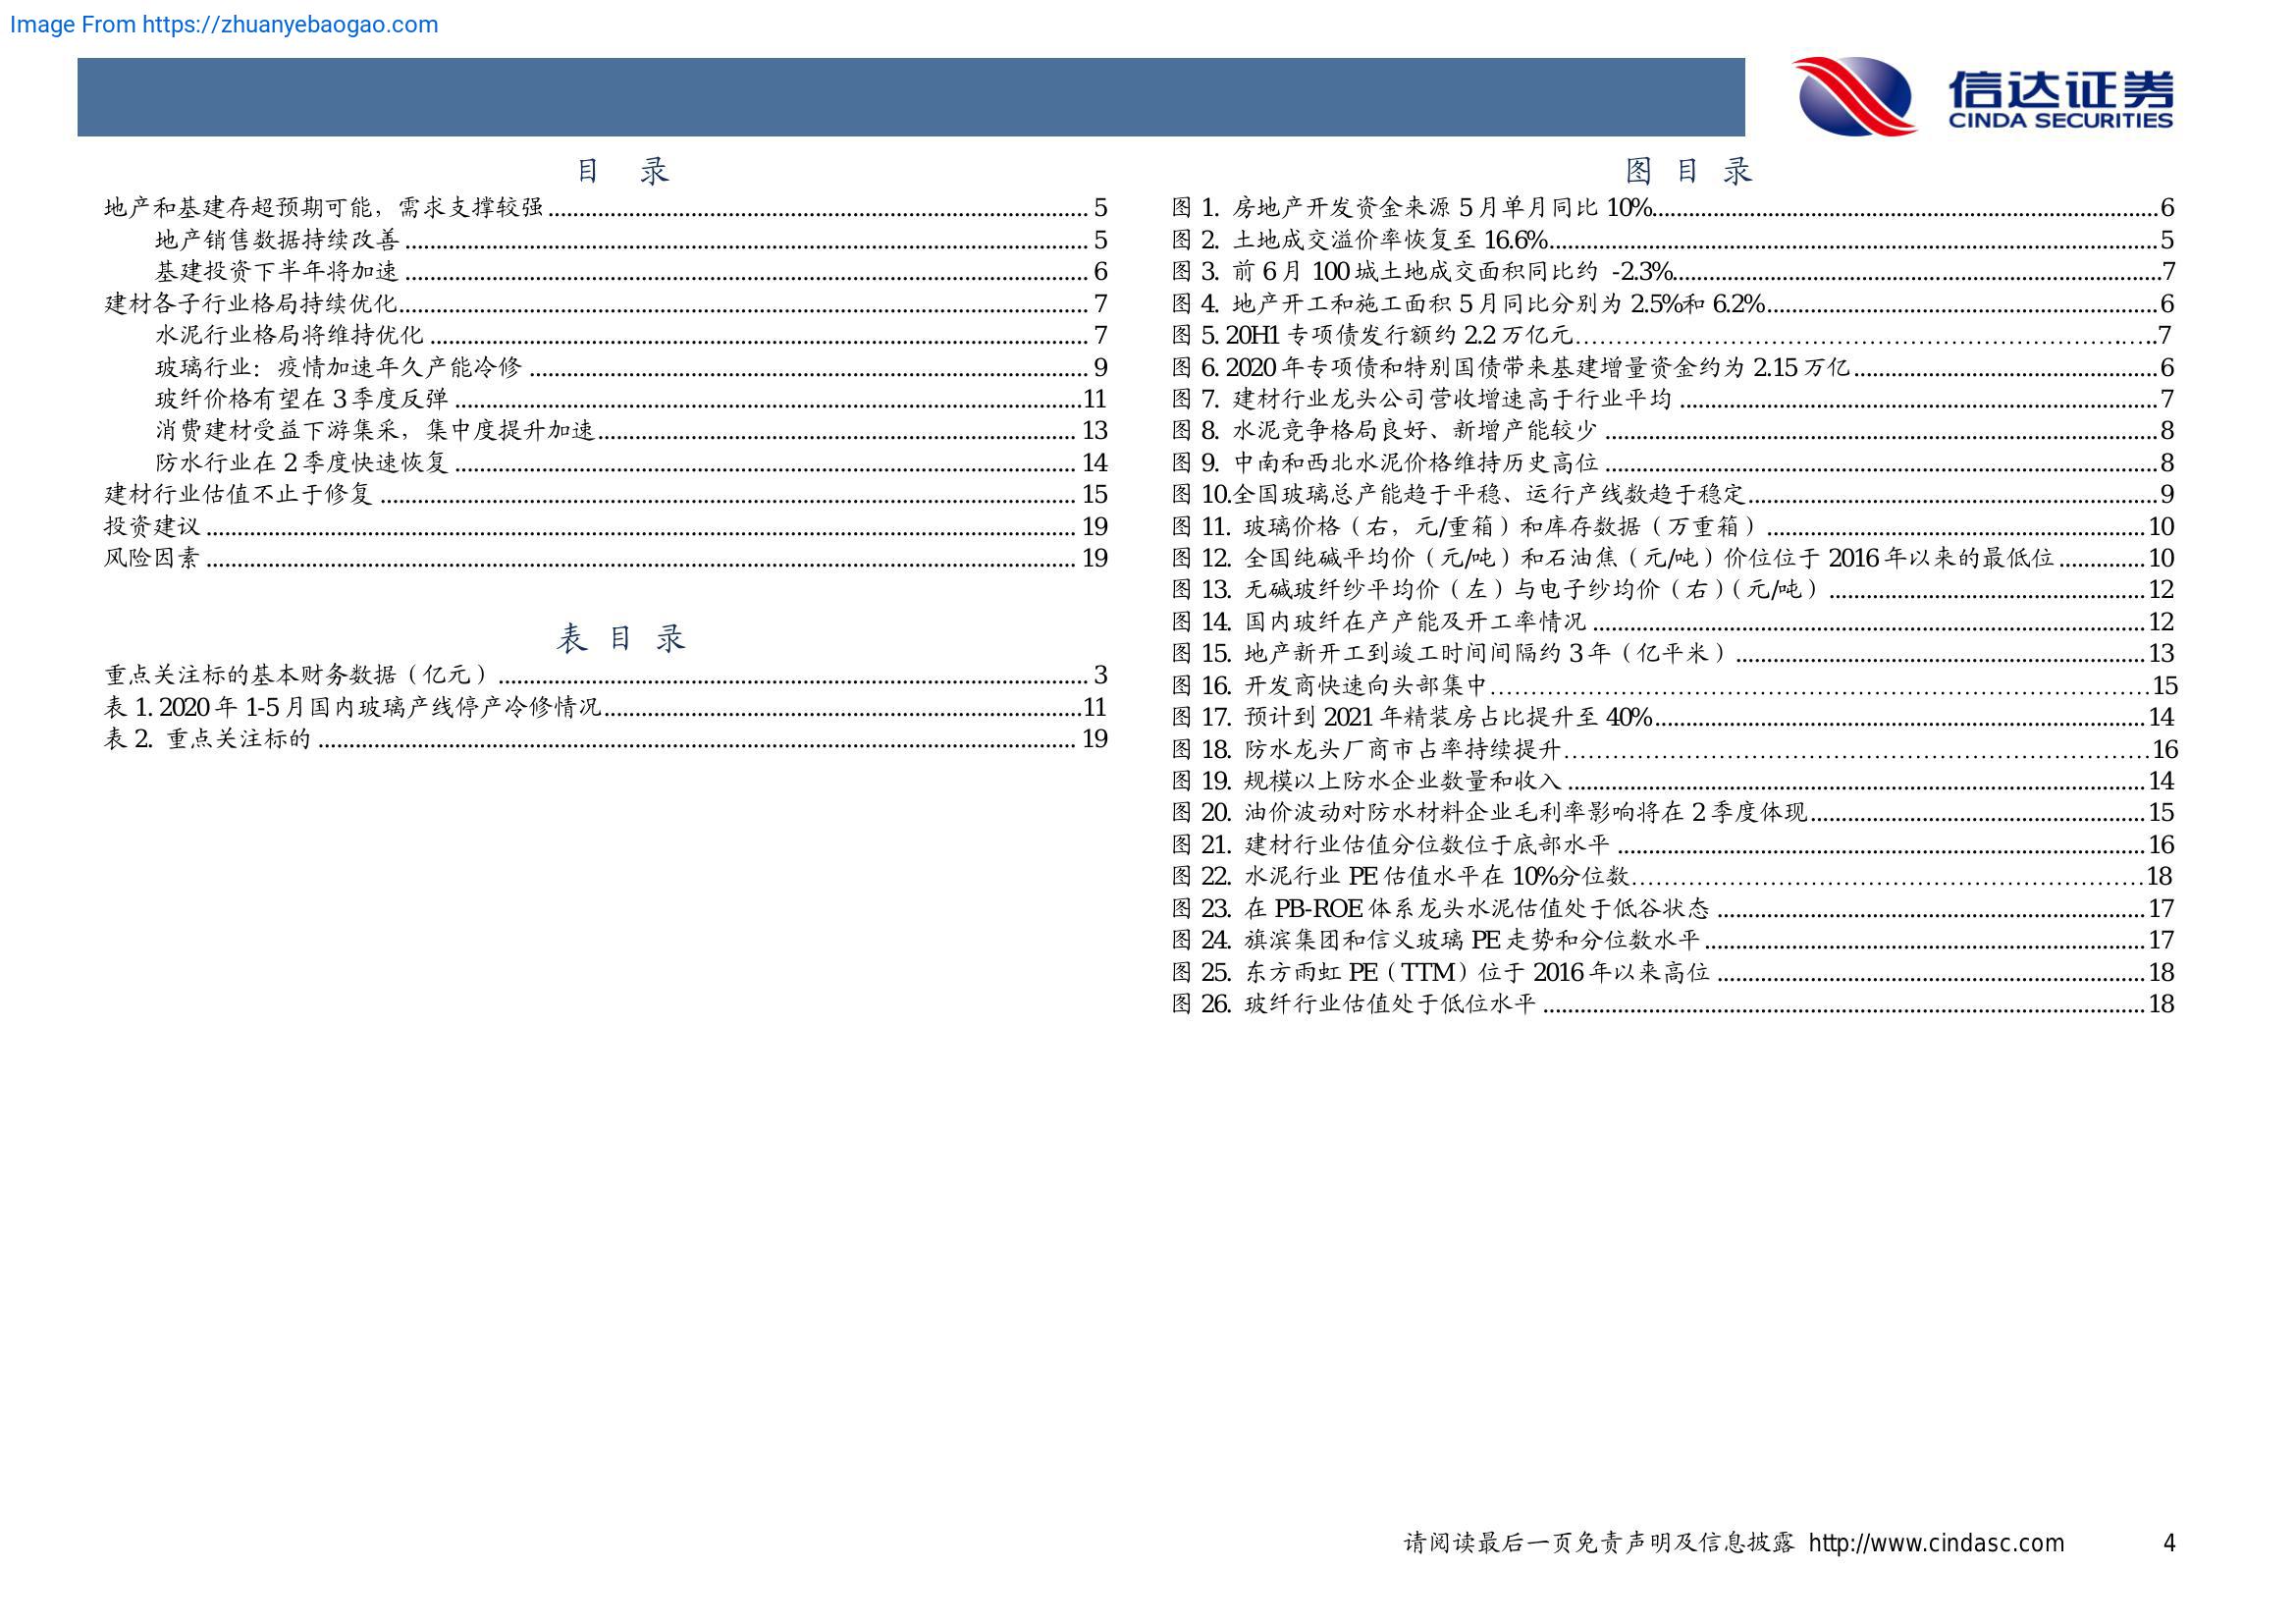 Image From https://zhuanyebaogao.com
信达证券
CINDA SECURITIES
目 录
地产和基建存超预期可能，需求支撑较强 ........ 5
地产销售数据持续改善 ........ 5
基建投资下半年将加速 ........ 6
建材各子行业格局持续优化 ........ 7
水泥行业格局将维持优化 ........ 7
玻璃行业：疫情加速年久产能冷修 ........ 9
玻纤价格有望在 3 季度反弹 ........ 11
消费建材受益下游集采，集中度提升加速 ........ 13
防水行业在 2 季度快速恢复 ........ 14
建材行业估值不止于修复 ........ 15
投资建议 ........ 19
风险因素 ........ 19
表 目 录
重点关注标的基本财务数据（亿元） ........ 3
表 1. 2020 年 1-5 月国内玻璃产线停产冷修情况 ........ 11
表 2. 重点关注标的 ........ 19
图 目 录
图 1. 房地产开发资金来源 5 月单月同比 10% ........ 6
图 2. 土地成交溢价率恢复至 16.6% ........ 5
图 3. 前 6 月 100 城土地成交面积同比约 -2.3% ........ 7
图 4. 地产开工和施工面积 5 月同比分别为 2.5%和 6.2% ........ 6
图 5. 20H1 专项债发行额约 2.2 万亿元 ........ 7
图 6. 2020 年专项债和特别国债带来基建增量资金约为 2.15 万亿 ........ 6
图 7. 建材行业龙头公司营收增速高于行业平均 ........ 7
图 8. 水泥竞争格局良好、新增产能较少 ........ 8
图 9. 中南和西北水泥价格维持历史高位 ........ 8
图 10.全国玻璃总产能趋于平稳、运行产线数趋于稳定 ........ 9
图 11. 玻璃价格（右，元/重箱）和库存数据（万重箱） ........ 10
图 12. 全国纯碱平均价（元/吨）和石油焦（元/吨）价位位于 2016 年以来的最低位 ........ 10
图 13. 无碱玻纤纱平均价（左）与电子纱均价（右）（元/吨） ........ 12
图 14. 国内玻纤在产产能及开工率情况 ........ 12
图 15. 地产新开工到竣工时间间隔约 3 年（亿平米） ........ 13
图 16. 开发商快速向头部集中 ........ 15
图 17. 预计到 2021 年精装房占比提升至 40% ........ 14
图 18. 防水龙头厂商市占率持续提升 ........ 16
图 19. 规模以上防水企业数量和收入 ........ 14
图 20. 油价波动对防水材料企业毛利率影响将在 2 季度体现 ........ 15
图 21. 建材行业估值分位数位于底部水平 ........ 16
图 22. 水泥行业 PE 估值水平在 10%分位数 ........ 18
图 23. 在 PB-ROE 体系龙头水泥估值处于低谷状态 ........ 17
图 24. 旗滨集团和信义玻璃 PE 走势和分位数水平 ........ 17
图 25. 东方雨虹 PE（TTM）位于 2016 年以来高位 ........ 18
图 26. 玻纤行业估值处于低位水平 ........ 18
请阅读最后一页免责声明及信息披露 http://www.cindasc.com 4